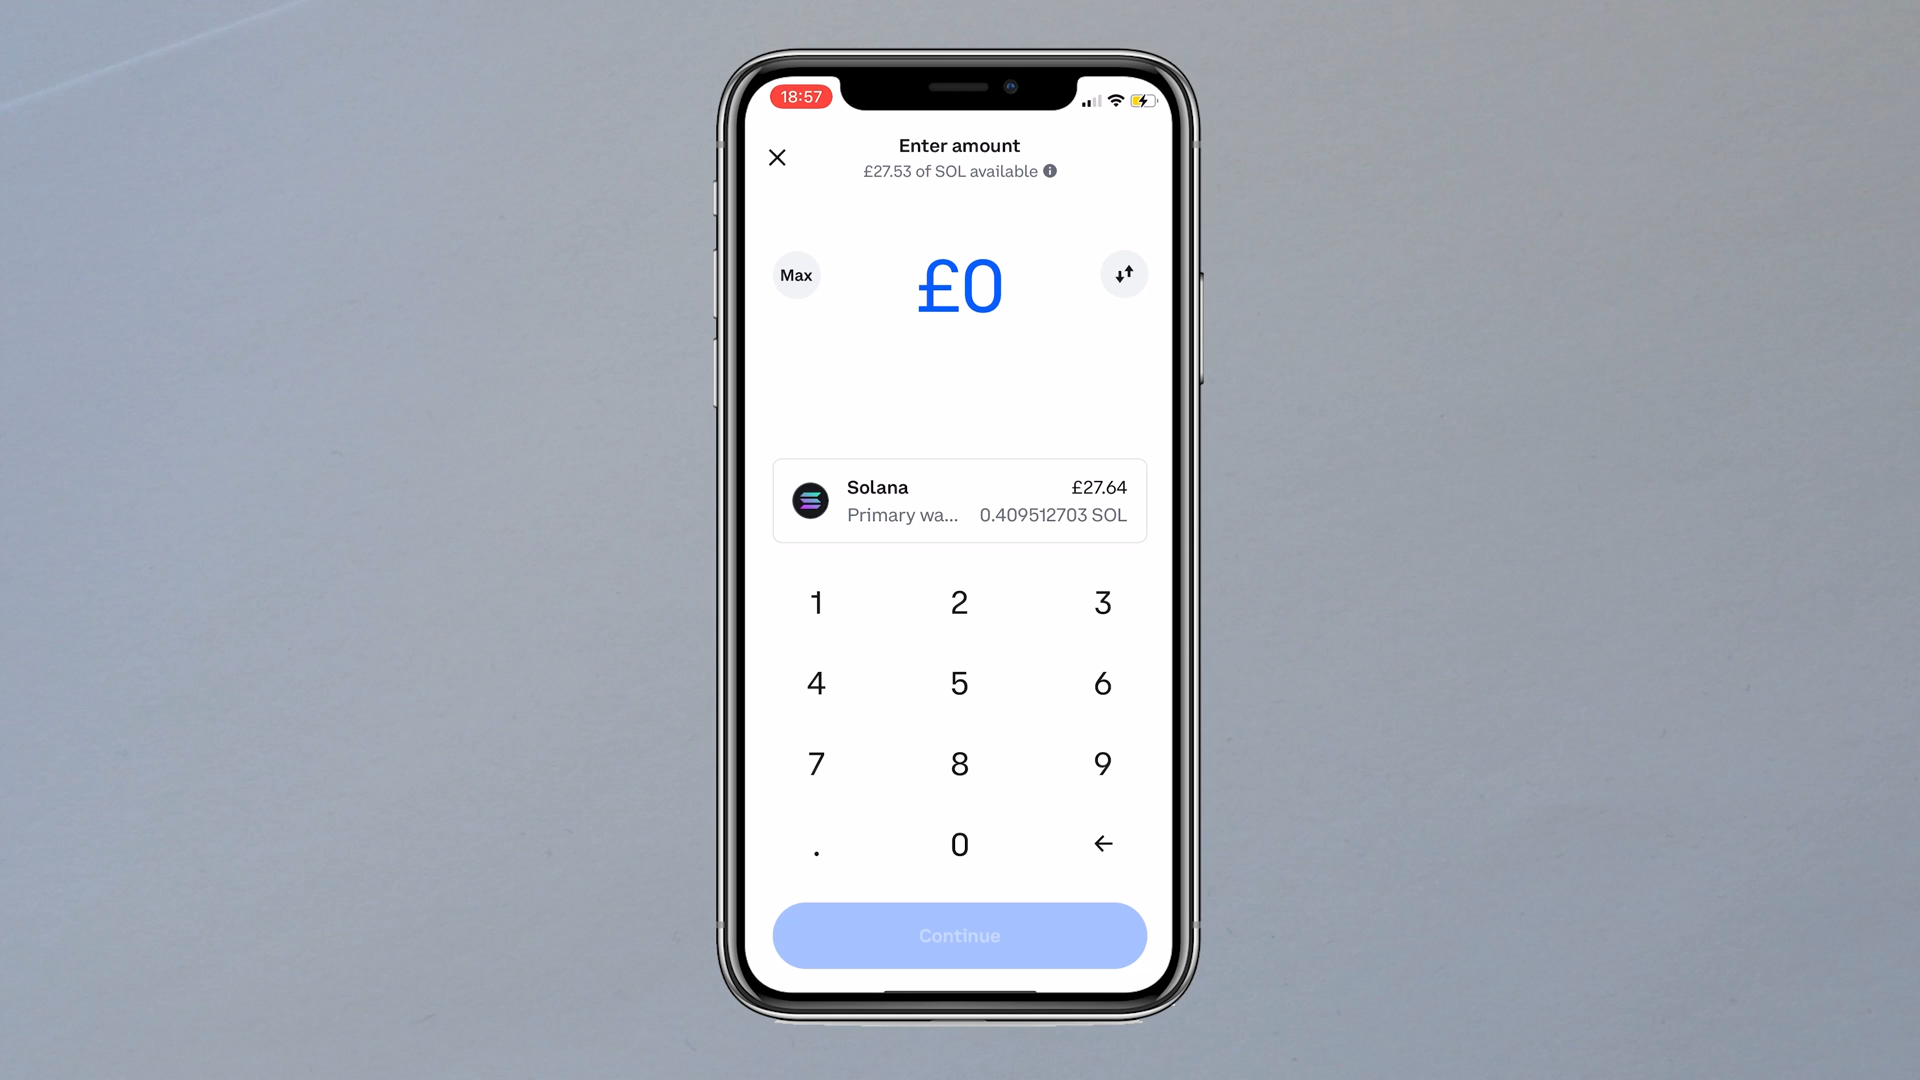 18:57
Enter amount
£27.53 of SOL available
Max
£0
Solana
£27.64
Primary wa...
0.409512703 SOL
1 2 3
4 5 6
7 8 9
. 0
Continue